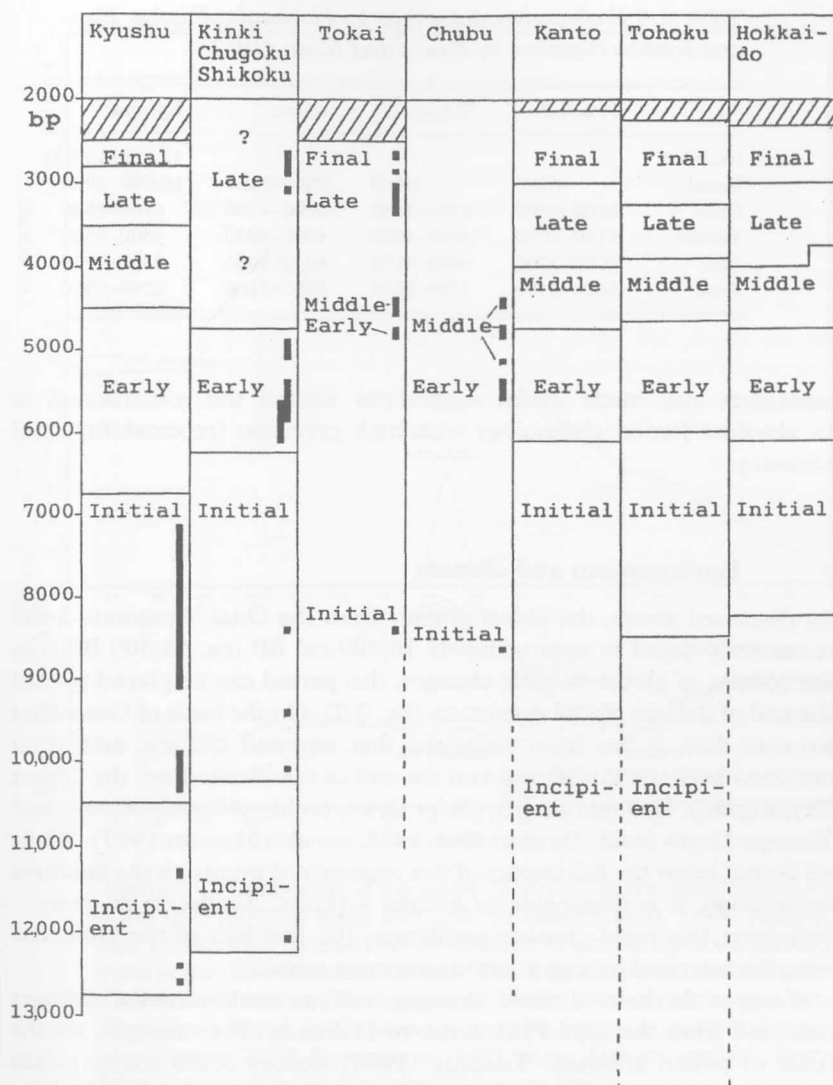 Kyushu
Kinki
Chugoku
Shikoku
Tokai
Chubu
Kanto
Tohoku
Hokkai-
do
2000
bp
3000
4000
5000
6000
7000
8000
9000
10,000
11,000
12,000
13,000
Final
Late
Middle
Early
Initial
Incipi-
ent
?
Late
?
Early
Initial
Incipi-
ent
Final
Late
Middle
Early
Initial
Middle
Early
Initial
Final
Late
Middle
Early
Initial
Incipi-
ent
Final
Late
Middle
Early
Initial
Incipi-
ent
Final
Late
Middle
Early
Initial